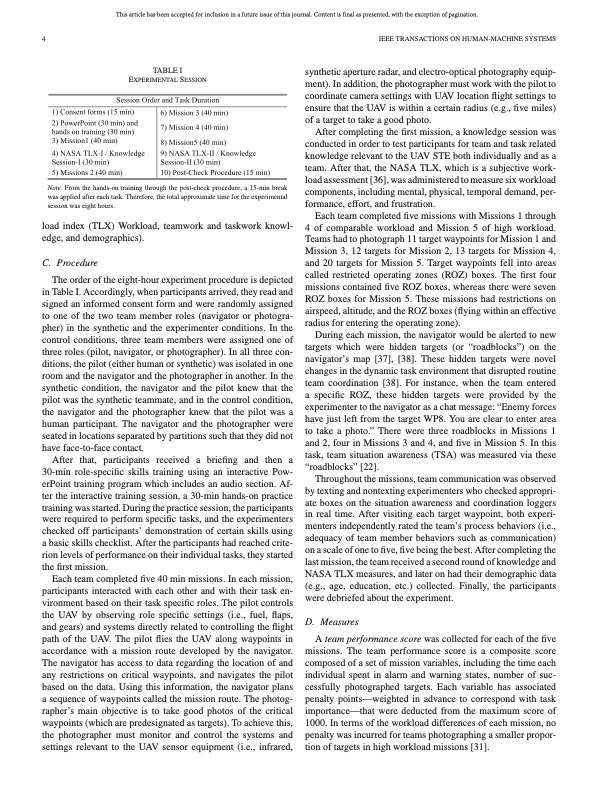 This article has been accepted for inclusion in a future issue of this journal. Content is final as presented, with the exception of pagination.
4
IEEE TRANSACTIONS ON HUMAN-MACHINE SYSTEMS
TABLE I
EXPERIMENTAL SESSION
Session Order and Task Duration
1) Consent forms (15 min)
6) Mission 3 (40 min)
2) PowerPoint (30 min) and
hands on training (30 min)
7) Mission 4 (40 min)
3) Mission1 (40 min)
8) Mission5 (40 min)
4) NASA TLX-I / Knowledge
Session-I (30 min)
9) NASA TLX-II / Knowledge
Session-II (30 min)
5) Missions 2 (40 min)
10) Post-Check Procedure (10 min)
Note. From the hands-on training through the post-check procedure, a 15-min break
was applied after each task. Therefore, the total approximate time for the experimental
session was eight hours.
load index (TLX) Workload, teamwork and taskwork knowl-
edge, and demographics).
C. Procedure
The order of the eight-hour experiment procedure is depicted
in Table I. Accordingly, when participants arrived, they read and
signed an informed consent form and were randomly assigned
to one of the two team member roles (navigator or photogra-
pher) in the synthetic and the experimenter conditions. In the
control conditions, three team members were assigned one of
three roles (pilot, navigator, or photographer). In all three con-
ditions, the pilot (either human or synthetic) was isolated in one
room and the navigator and the photographer in another. In the
synthetic condition, the navigator and the pilot knew that the
pilot was the synthetic teammate, and in the control condition,
the navigator and the photographer knew that the pilot was a
human participant. The navigator and the photographer were
seated in locations separated by partitions such that they did not
have face-to-face contact.
After that, participants received a briefing and then a
30-min role-specific skills training using an interactive Pow-
erPoint training program which includes an audio section. Af-
ter the interactive training session, a 30-min hands-on practice
training was started. During the practice session, the participants
were required to perform specific tasks, and the experimenters
checked off participants' demonstration of certain skills using
a basic skills checklist. After the participants had reached crite-
rion levels of performance on their individual tasks, they started
the first mission.
Each team completed five 40 min missions. In each mission,
participants interacted with each other and with their task en-
vironment based on their task specific roles. The pilot controls
the UAV by observing role specific settings (i.e., fuel, flaps,
and gears) and systems directly related to controlling the flight
path of the UAV. The pilot flies the UAV along waypoints in
accordance with a mission route developed by the navigator.
The navigator has access to data regarding the location of and
any restrictions on critical waypoints, and navigates the pilot
based on the data. Using this information, the navigator plans
a sequence of waypoints called the mission route. The photog-
rapher's main objective is to take good photos of the critical
waypoints (which are predesignated as targets). To achieve this,
the photographer must monitor and control the systems and
settings relevant to the UAV sensor equipment (i.e., infrared,
synthetic aperture radar, and electro-optical photography equip-
ment). In addition, the photographer must work with the pilot to
coordinate camera settings with UAV location flight settings to
ensure that the UAV is within a certain radius (e.g., five miles)
of a target to take a good photo.
After completing the first mission, a knowledge session was
conducted in order to test participants for team and task related
knowledge relevant to the UAV STE both individually and as a
team. After that, the NASA TLX, which is a subjective work-
load assessment [36], was administered to measure six workload
components, including mental, physical, temporal demand, per-
formance, effort, and frustration.
Each team completed five missions with Missions 1 through
4 of comparable workload and Mission 5 of high workload.
Teams had to photograph 11 target waypoints for Mission 1 and
Mission 3, 12 targets for Mission 2, 13 targets for Mission 4,
and 20 targets for Mission 5. Target waypoints fell into areas
called restricted operating zones (ROZ) boxes. The first four
missions contained five ROZ boxes, whereas there were seven
ROZ boxes for Mission 5. These missions had restrictions on
airspeed, altitude, and the ROZ boxes (flying within an effective
radius for entering the operating zone).
During each mission, the navigator would be alerted to new
targets which were hidden targets (or “roadblocks”) on the
navigator's map [37], [38]. These hidden targets were novel
changes in the dynamic task environment that disrupted routine
team coordination [38]. For instance, when the team entered
a specific ROZ, these hidden targets were provided by the
experimenter to the navigator as a chat message: “Enemy forces
have just left from the target WP8. You are clear to enter area
to take a photo.” There were three roadblocks in Missions 1
and 2, four in Missions 3 and 4, and five in Mission 5. In this
task, team situation awareness (TSA) was measured via these
“roadblocks” [22].
Throughout the missions, team communication was observed
by texting and nontexting experimenters who checked appropri-
ate boxes on the situation awareness and coordination loggers
in real time. After visiting each target waypoint, both experi-
menters independently rated the team's process behaviors (i.e.,
adequacy of team member behaviors such as communication)
on a scale of one to five, five being the best. After completing the
last mission, the team received a second round of knowledge and
NASA TLX measures, and later on had their demographic data
(e.g., age, education, etc.) collected. Finally, the participants
were debriefed about the experiment.
D. Measures
A team performance score was collected for each of the five
missions. The team performance score is a composite score
composed of a set of mission variables, including the time each
individual spent in alarm and warning states, number of suc-
cessfully photographed targets. Each variable has associated
penalty points—weighted in advance to correspond with task
importance—that were deducted from the maximum score of
1000. In terms of the workload differences of each mission, no
penalty was incurred for teams photographing a smaller propor-
tion of targets in high workload missions [31].